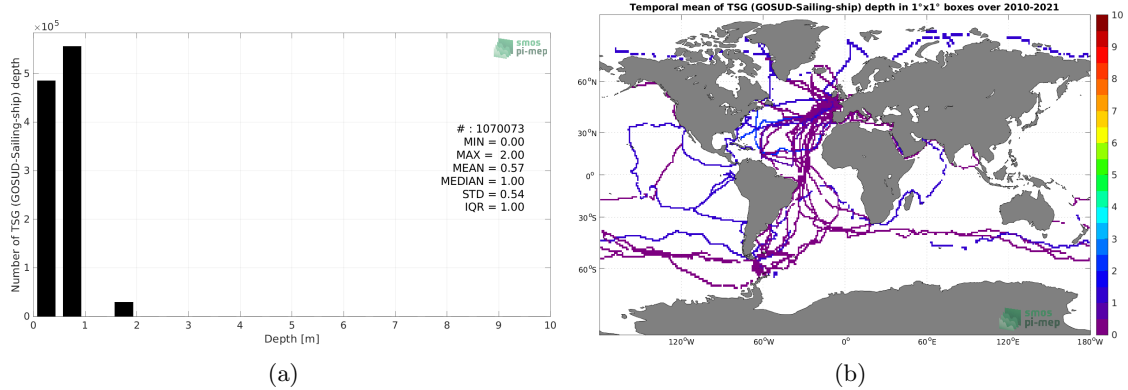 ×10⁵
5
4
3
2
1
0
Number of TSG (GOSUD-Sailing-ship) depth
smos
pi-mep
# : 1070073
MIN = 0.00
MAX = 2.00
MEAN = 0.57
MEDIAN = 1.00
STD = 0.54
IQR = 1.00
0 1 2 3 4 5 6 7 8 9 10
Depth [m]
(a)
Temporal mean of TSG (GOSUD-Sailing-ship) depth in 1°x1° boxes over 2010-2021
60°N
30°N
0°
30°S
60°S
120°W 60°W 0° 60°E 120°E 180°W
smos
pi-mep
10
9
8
7
6
5
4
3
2
1
0
(b)